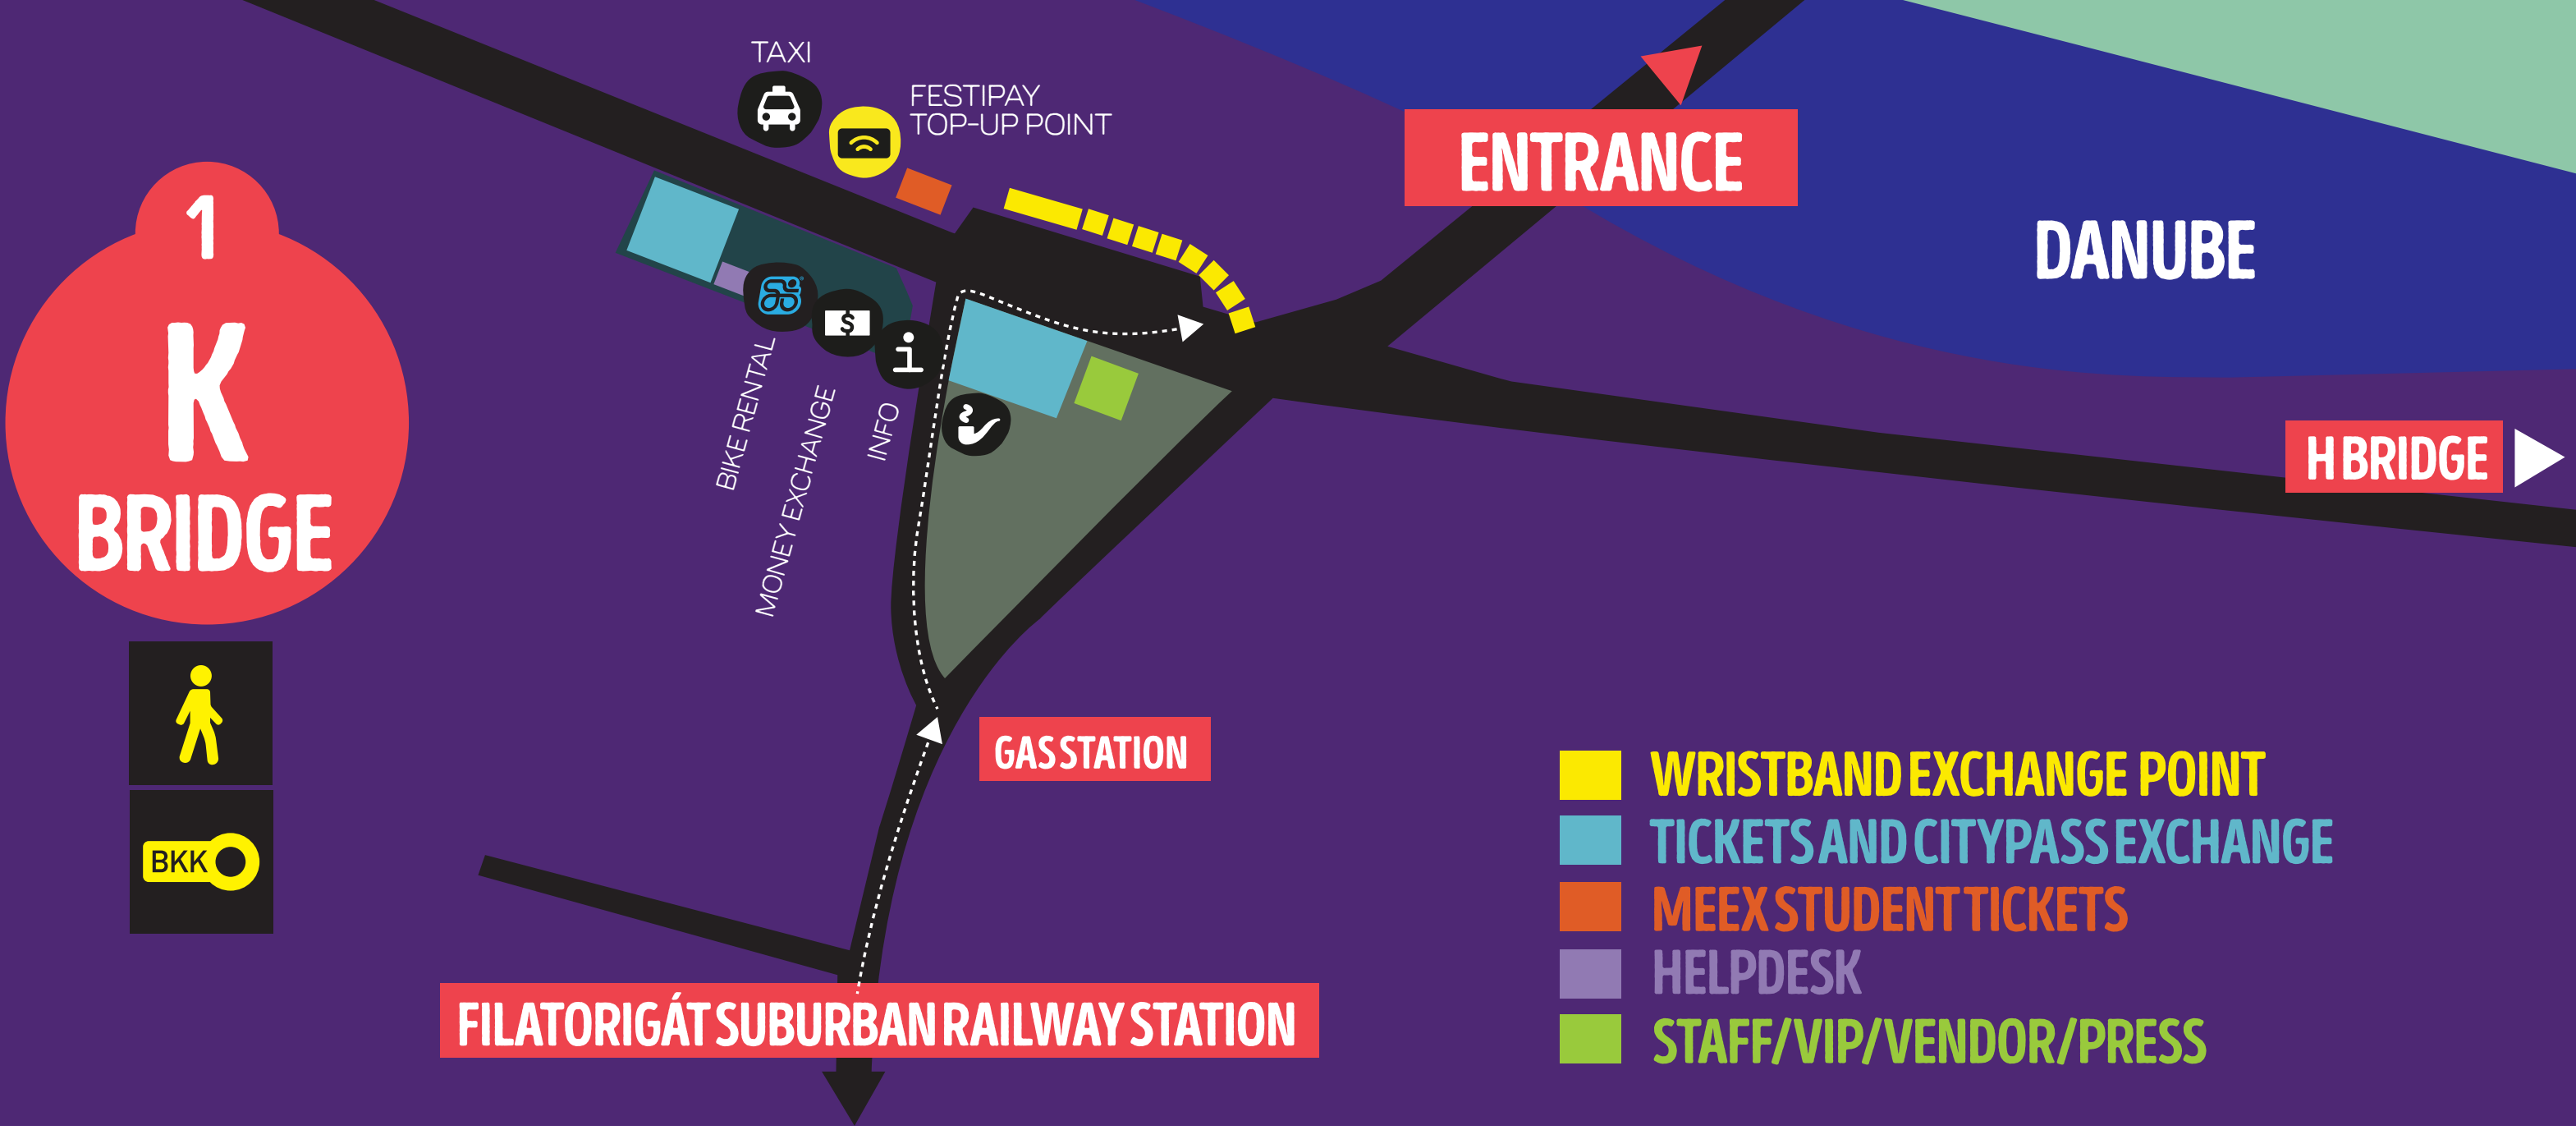 TAXI
FESTIPAY
TOP-UP POINT
ENTRANCE
1
K
BRIDGE
DANUBE
$
i
BIKE RENTAL
MONEY EXCHANGE
INFO
H BRIDGE
GAS STATION
BKK
FILATORIGÁT SUBURBAN RAILWAY STATION
WRISTBAND EXCHANGE POINT
TICKETS AND CITYPASS EXCHANGE
MEEX STUDENT TICKETS
HELPDESK
STAFF/VIP/VENDOR/PRESS